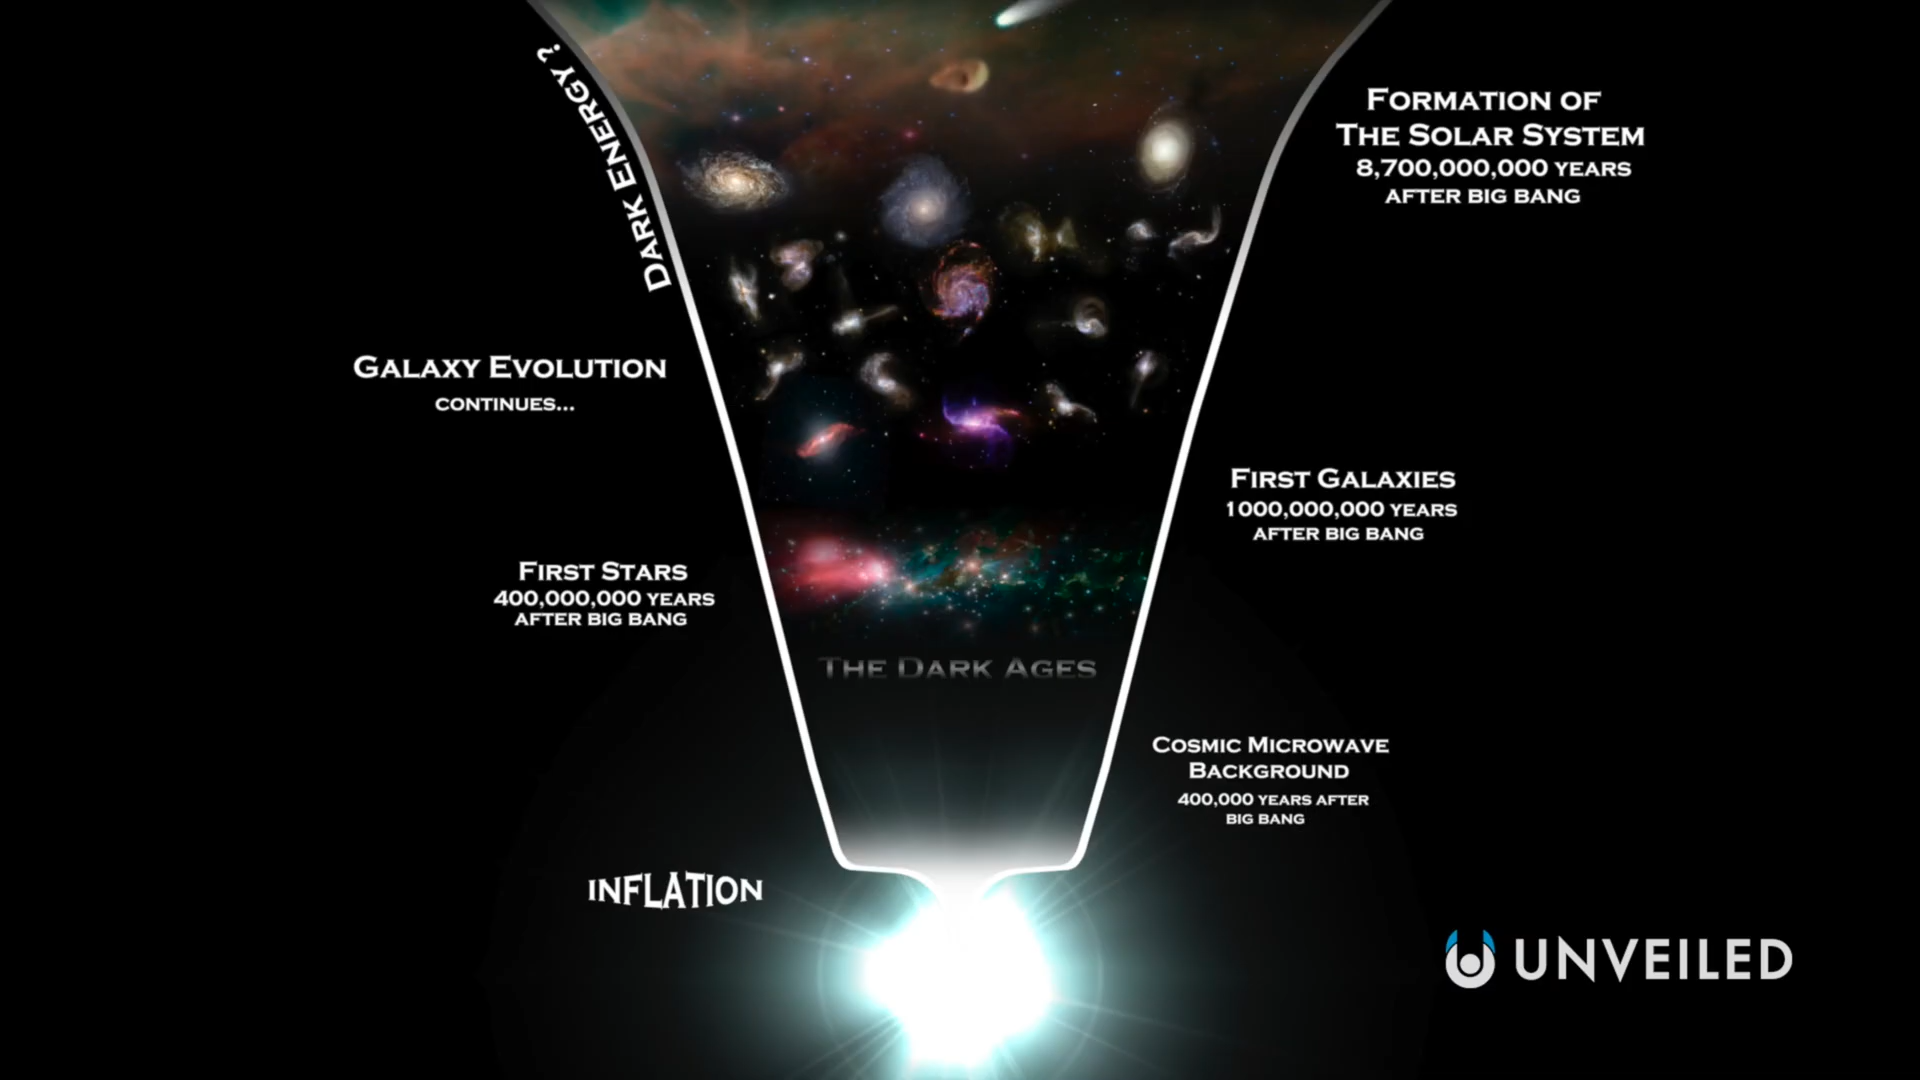 DARK ENERGY?
FORMATION OF
THE SOLAR SYSTEM
8,700,000,000 YEARS
AFTER BIG BANG
GALAXY EVOLUTION
CONTINUES...
FIRST GALAXIES
1000,000,000 YEARS
AFTER BIG BANG
FIRST STARS
400,000,000 YEARS
AFTER BIG BANG
THE DARK AGES
COSMIC MICROWAVE
BACKGROUND
400,000 YEARS AFTER
BIG BANG
INFLATION
UNVEILED